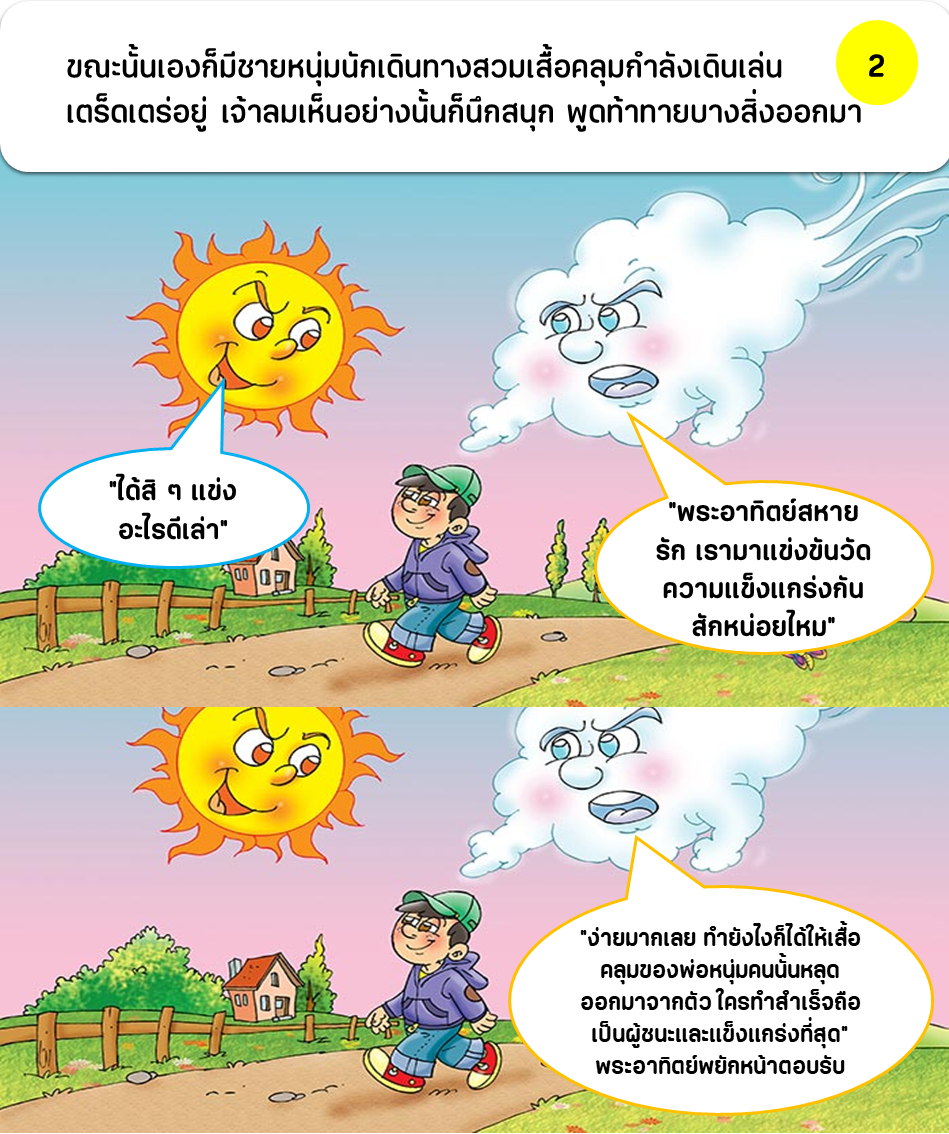 ขณะนั้นเองก็มีชายหนุ่มนักเดินทางสวมเสื้อคลุมกำลังเดินเล่น
2
เตร็ดเตร่อยู่ เจ้าลมเห็นอย่างนั้นก็นึกสนุก พูดท้าทายบางสิ่งออกมา
"ได้สิ ๆ แข่ง
อะไรดีเล่า"
"พระอาทิตย์สหาย
รัก เรามาแข่งขันวัด
ความแข็งแกร่งกัน
สักหน่อยไหม"
"ง่ายมากเลย ทำยังไงก็ได้ให้เสื้อ
คลุมของพ่อหนุ่มคนนั้นหลุด
ออกมาจากตัว ใครทำสำเร็จถือ
เป็นผู้ชนะและแข็งแกร่งที่สุด"
พระอาทิตย์พยักหน้าตอบรับ